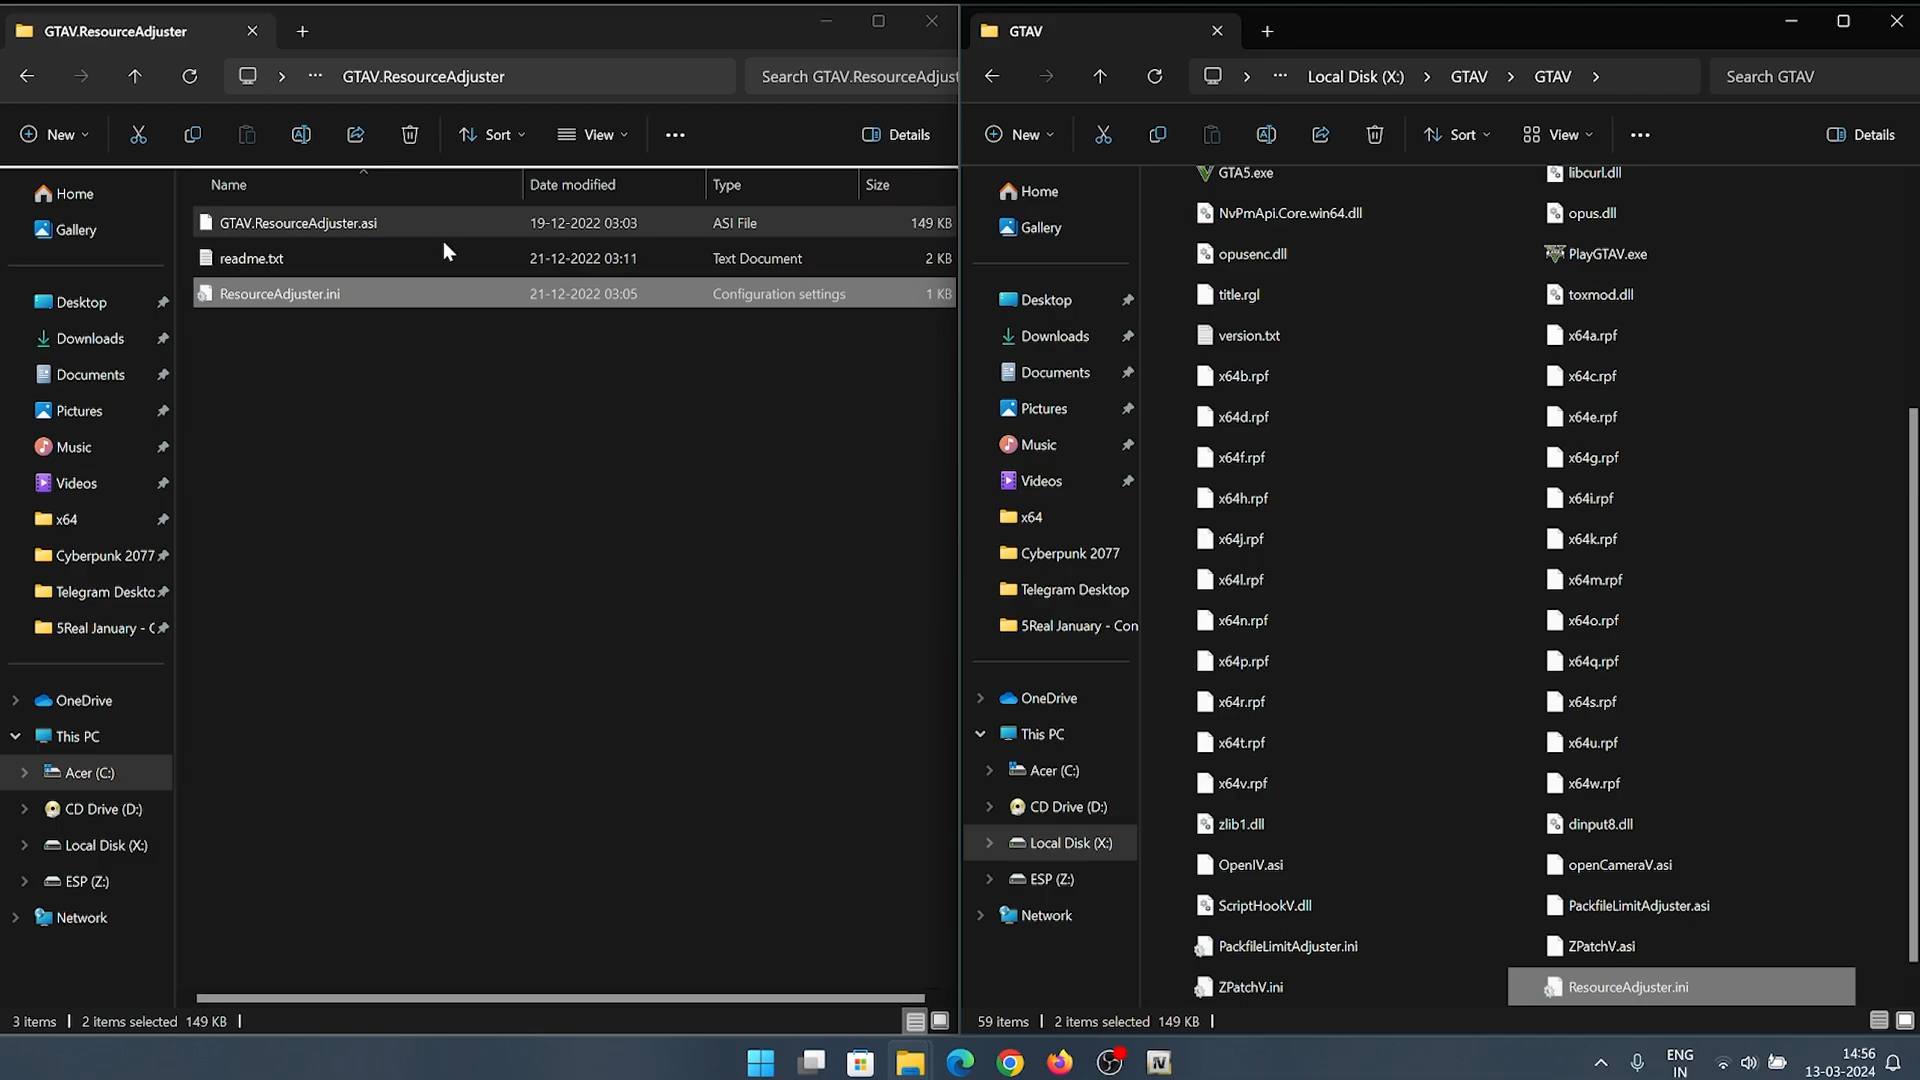 GTAV.ResourceAdjuster
GTAV.ResourceAdjuster
Search GTAV.ResourceAdjust
New
Sort
View
Details
Name
Date modified
Type
Size
Home
Gallery
GTAV.ResourceAdjuster.asi 19-12-2022 03:03 ASI File 149 KB
readme.txt 21-12-2022 03:11 Text Document 2 KB
ResourceAdjuster.ini 21-12-2022 03:05 Configuration settings 1 KB
Desktop
Downloads
Documents
Pictures
Music
Videos
x64
Cyberpunk 2077
Telegram Deskto
5Real January - C
OneDrive
This PC
Acer (C:)
CD Drive (D:)
Local Disk (X:)
ESP (Z:)
Network
3 items 2 items selected 149 KB
GTAV
Local Disk (X:) GTAV GTAV
Search GTAV
New
Sort
View
Details
Home
Gallery
Desktop
Downloads
Documents
Pictures
Music
Videos
x64
Cyberpunk 2077
Telegram Desktop
5Real January - Con
OneDrive
This PC
Acer (C:)
CD Drive (D:)
Local Disk (X:)
ESP (Z:)
Network
GTA5.exe libcurl.dll
NvPmApi.Core.win64.dll opus.dll
opusenc.dll PlayGTAV.exe
title.rgl toxmod.dll
version.txt x64a.rpf
x64b.rpf x64c.rpf
x64d.rpf x64e.rpf
x64f.rpf x64g.rpf
x64h.rpf x64i.rpf
x64j.rpf x64k.rpf
x64l.rpf x64m.rpf
x64n.rpf x64o.rpf
x64p.rpf x64q.rpf
x64r.rpf x64s.rpf
x64t.rpf x64u.rpf
x64v.rpf x64w.rpf
zlib1.dll dinput8.dll
OpenIV.asi openCameraV.asi
ScriptHookV.dll PackfileLimitAdjuster.asi
PackfileLimitAdjuster.ini ZPatchV.asi
ZPatchV.ini ResourceAdjuster.ini
59 items 2 items selected 149 KB
IV
ENG
IN
14:56
13-03-2024